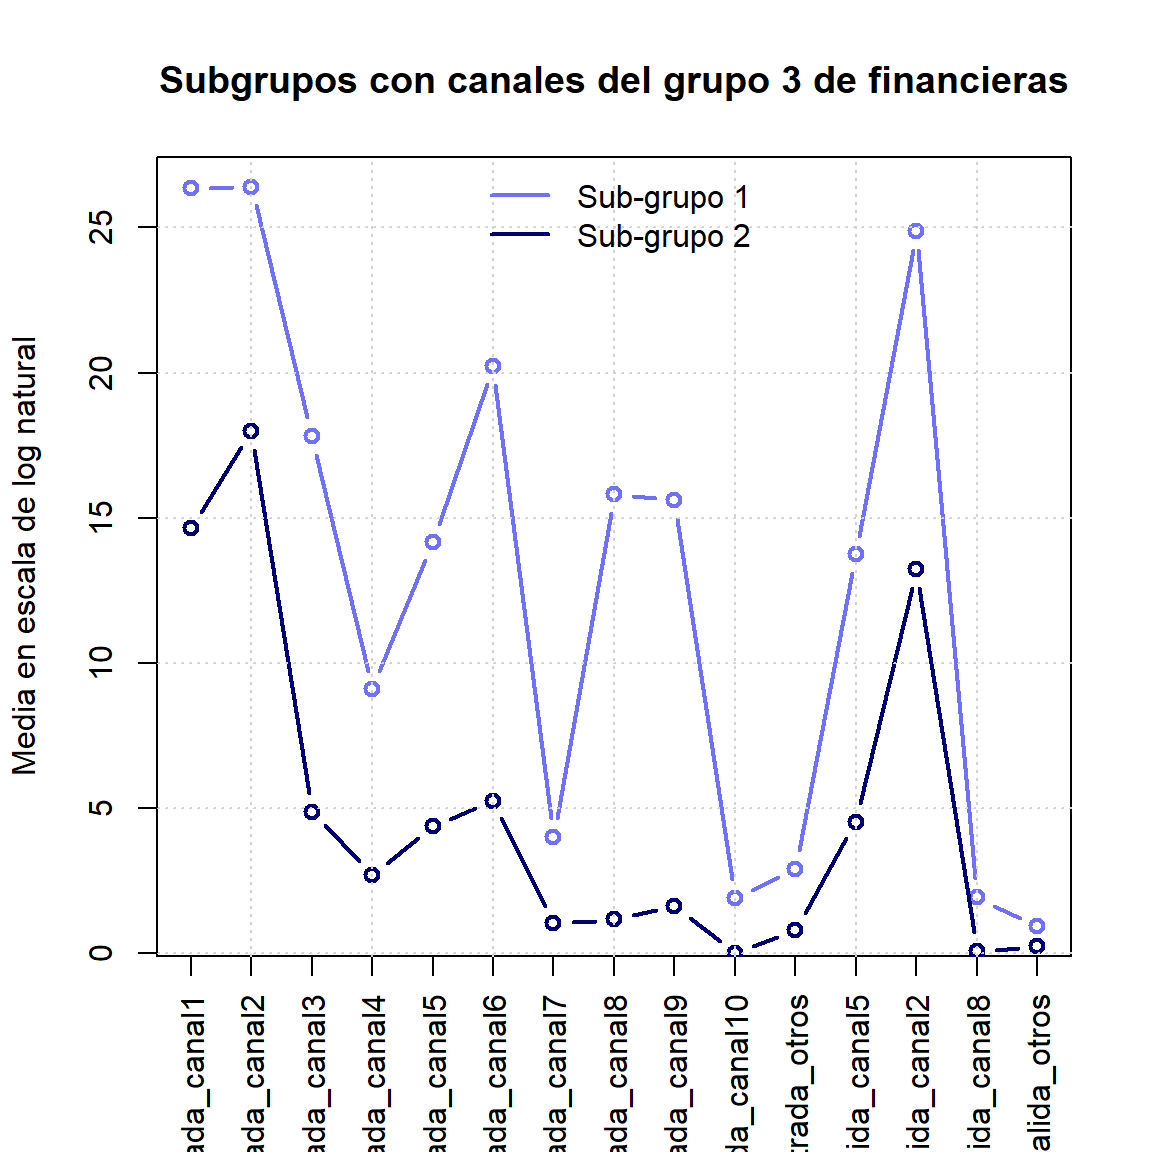 Subgrupos con canales del grupo 3 de financieras
Sub-grupo 1
Sub-grupo 2
Media en escala de log natural
25
20
15
10
5
0
ada_canal1
ada_canal2
ada_canal3
ada_canal4
ada_canal5
ada_canal6
ada_canal7
ada_canal8
ada_canal9
da_canal10
trada_otros
ida_canal5
ida_canal2
ida_canal8
alida_otros